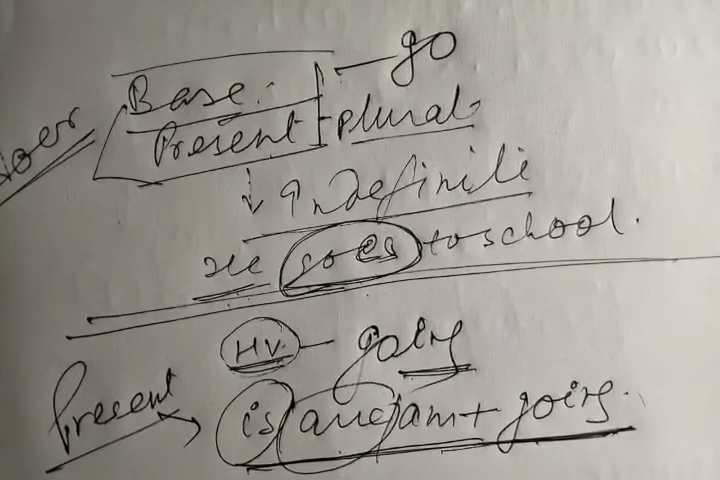 Base. — go
Present - plural
↓ Indefinite
He goes to school.
HV - going
Present → is/are/am + going.